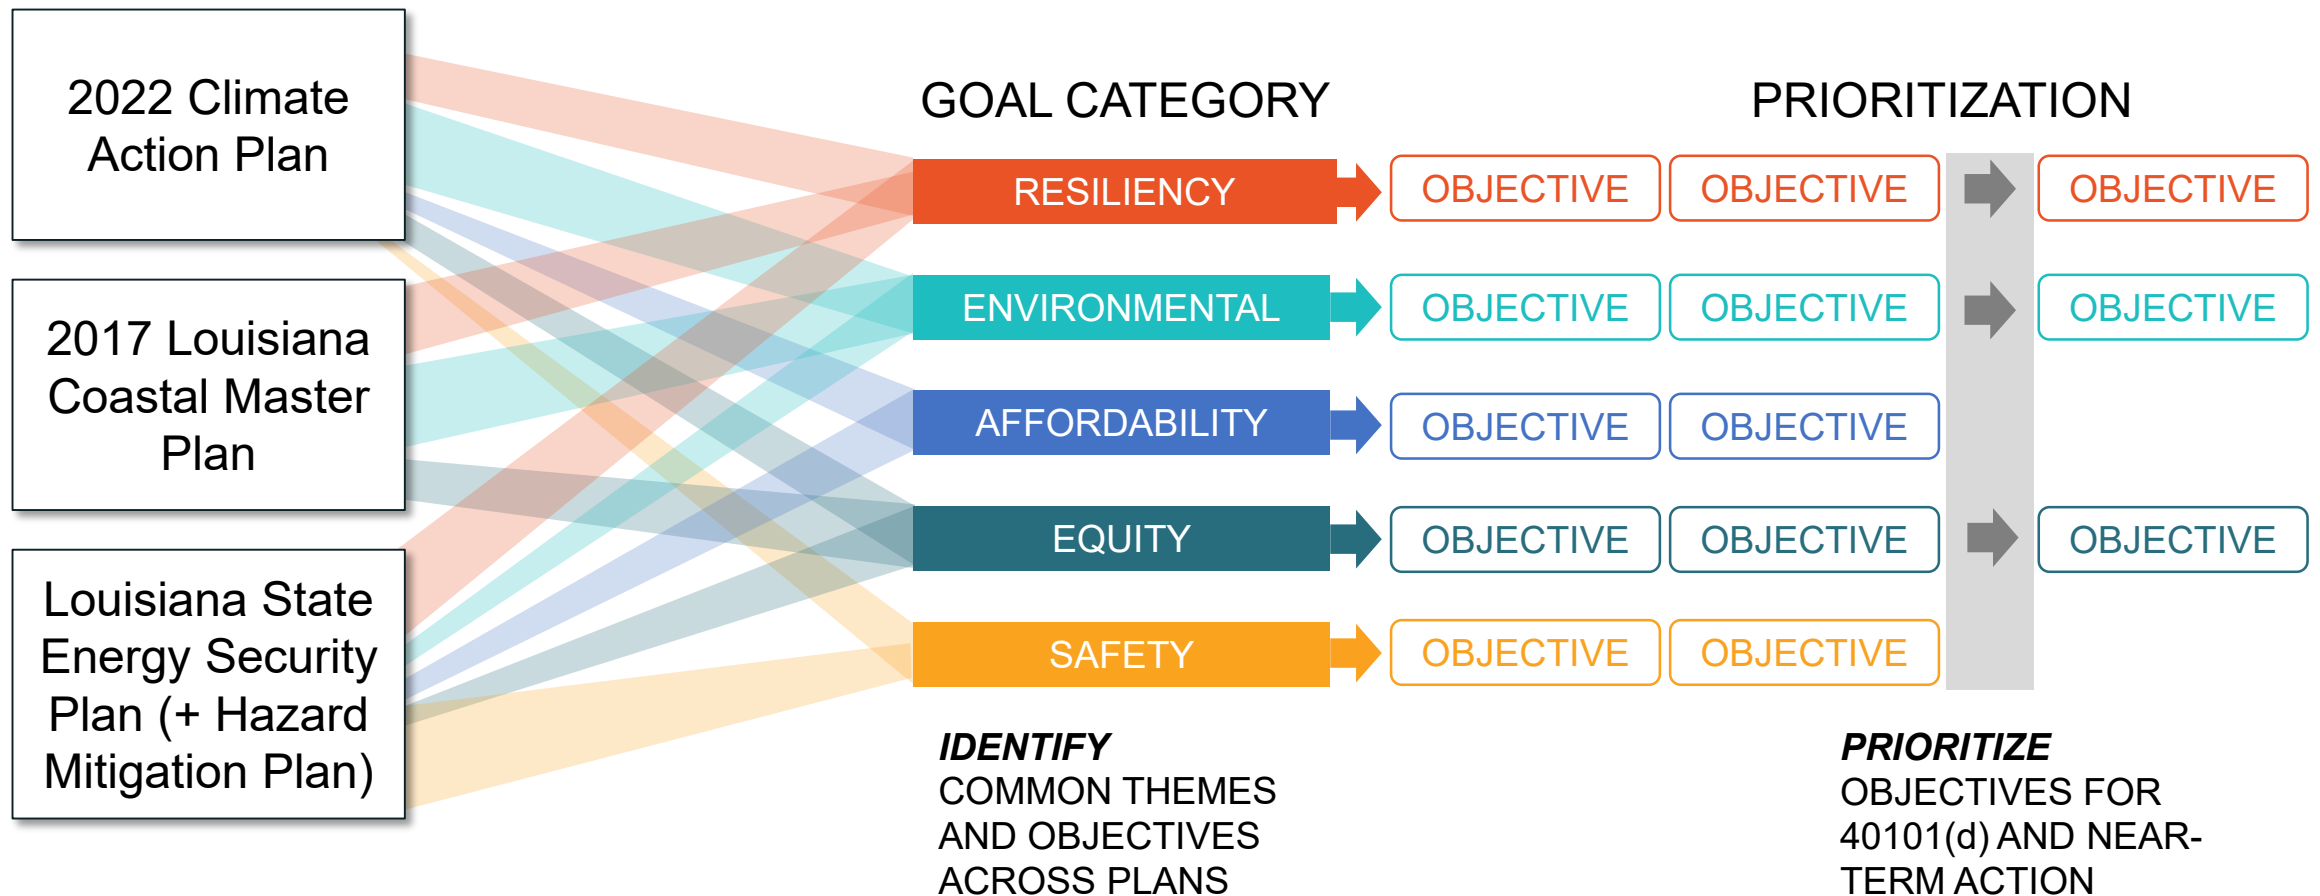 2022 Climate
Action Plan
2017 Louisiana
Coastal Master
Plan
Louisiana State
Energy Security
Plan (+ Hazard
Mitigation Plan)
GOAL CATEGORY
PRIORITIZATION
RESILIENCY
OBJECTIVE
OBJECTIVE
OBJECTIVE
ENVIRONMENTAL
OBJECTIVE
OBJECTIVE
OBJECTIVE
AFFORDABILITY
OBJECTIVE
OBJECTIVE
EQUITY
OBJECTIVE
OBJECTIVE
OBJECTIVE
SAFETY
OBJECTIVE
OBJECTIVE
IDENTIFY
COMMON THEMES
AND OBJECTIVES
ACROSS PLANS
PRIORITIZE
OBJECTIVES FOR
40101(d) AND NEAR-
TERM ACTION